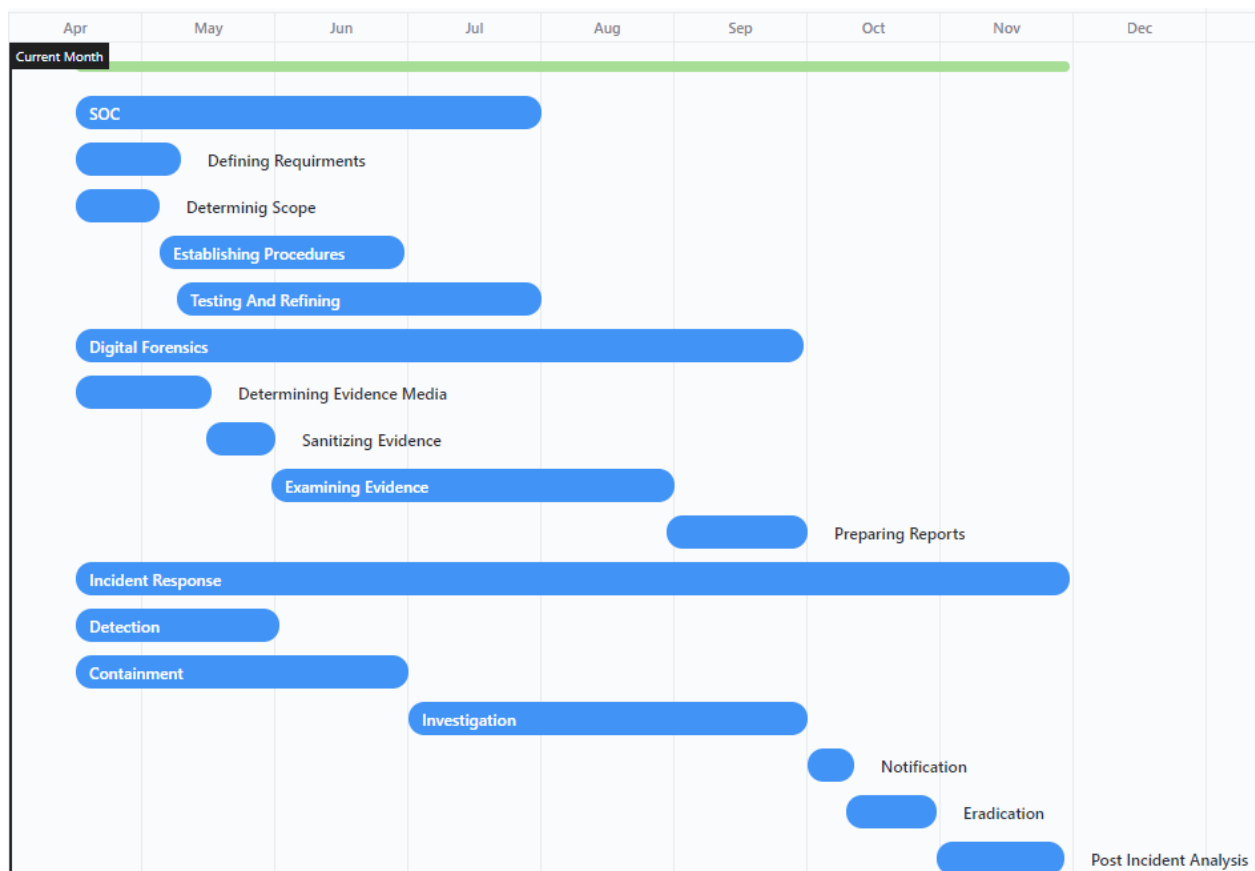 Apr May Jun Jul Aug Sep Oct Nov Dec
Current Month
SOC
Defining Requirments
Determinig Scope
Establishing Procedures
Testing And Refining
Digital Forensics
Determining Evidence Media
Sanitizing Evidence
Examining Evidence
Preparing Reports
Incident Response
Detection
Containment
Investigation
Notification
Eradication
Post Incident Analysis